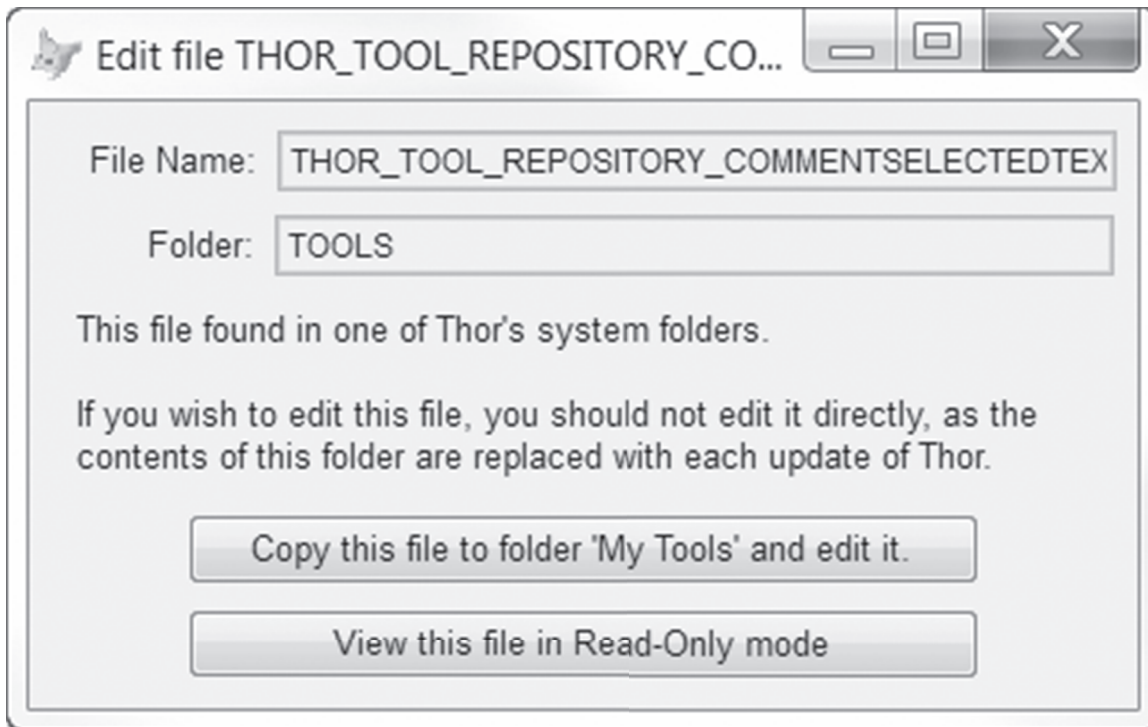 Edit file THOR_TOOL_REPOSITORY_CO...
File Name: THOR_TOOL_REPOSITORY_COMMENTSELECTEDTEX
Folder: TOOLS
This file found in one of Thor's system folders.
If you wish to edit this file, you should not edit it directly, as the
contents of this folder are replaced with each update of Thor.
Copy this file to folder 'My Tools' and edit it.
View this file in Read-Only mode